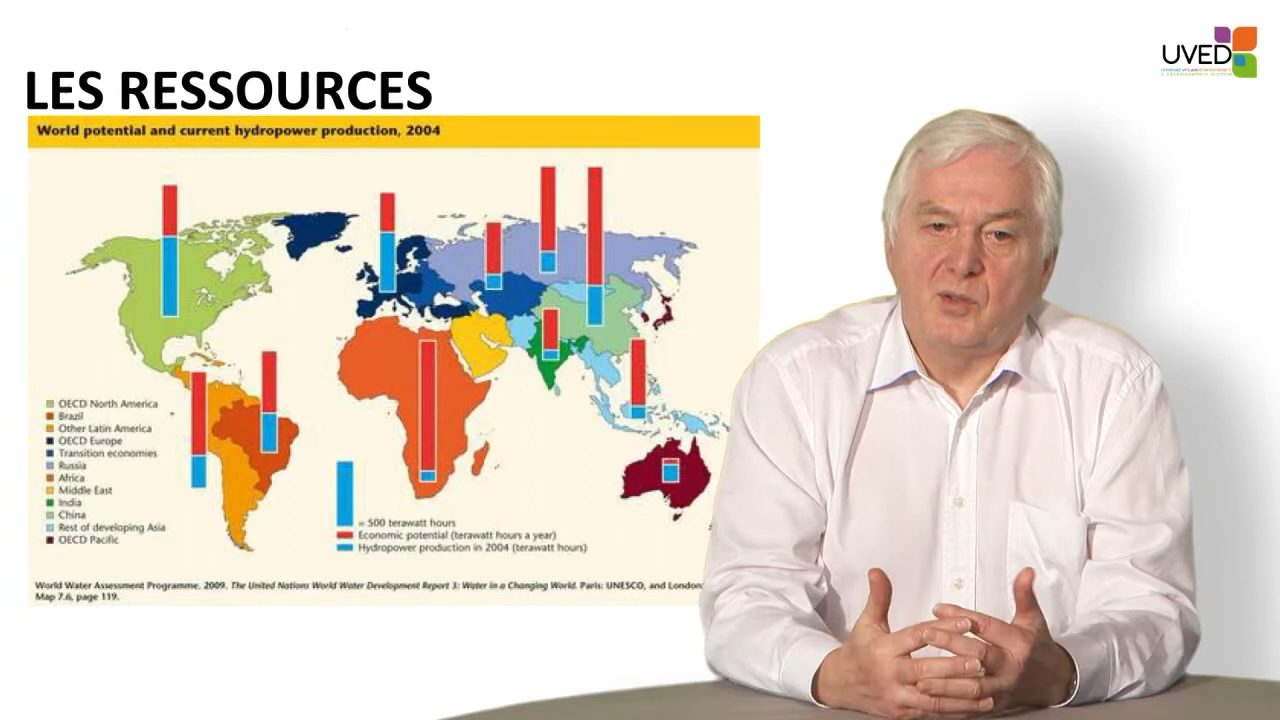 UVED
LES RESSOURCES
World potential and current hydropower production, 2004
OECD North America
Brazil
Other Latin America
OECD Europe
Transition economies
Russia
Africa
Middle East
India
China
Rest of developing Asia
OECD Pacific
= 500 terawatt hours
Economic potential (terawatt hours a year)
Hydropower production in 2004 (terawatt hours)
World Water Assessment Programme. 2009. The United Nations World Water Development Report 3: Water in a Changing World. Paris: UNESCO, and London:
Map 7.6, page 119.